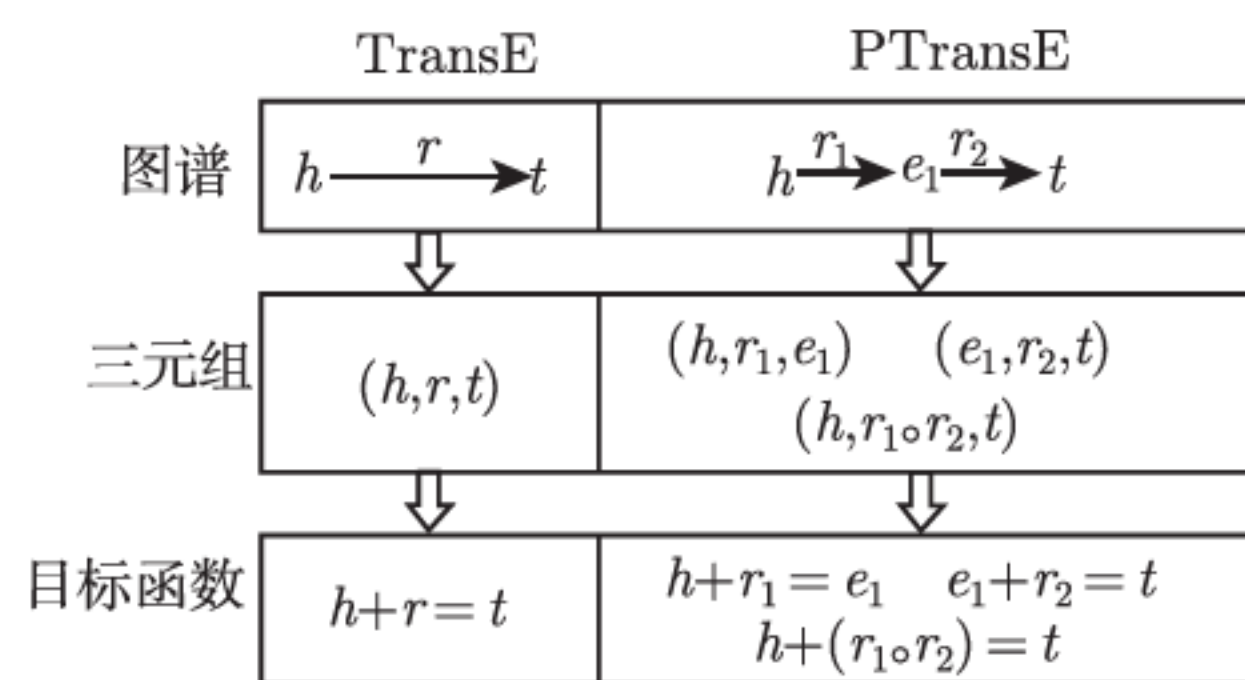 TransE PTransE
图谱 h r t h r₁ e₁ r₂ t
三元组 (h,r,t) (h,r₁,e₁) (e₁,r₂,t)
(h,r₁∘r₂,t)
目标函数 h+r=t h+r₁=e₁ e₁+r₂=t
h+(r₁∘r₂)=t